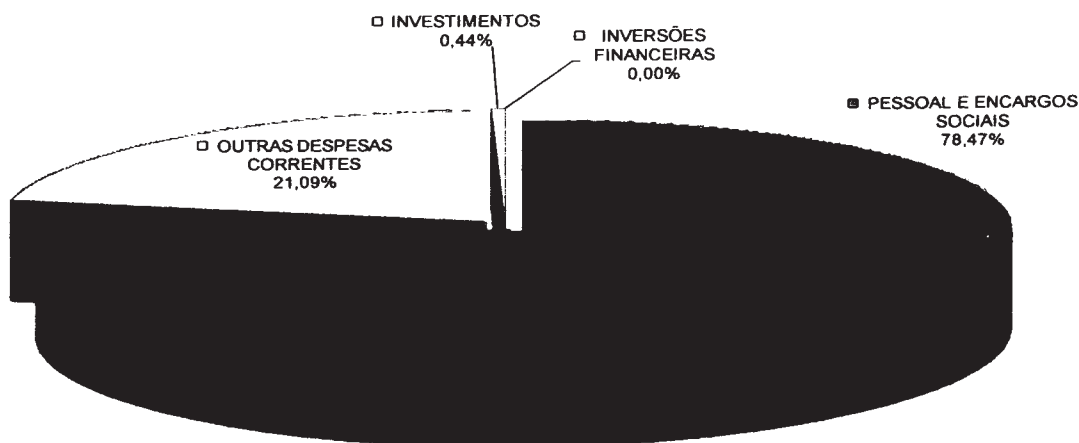 INVESTIMENTOS
0,44%
INVERSÕES
FINANCEIRAS
0,00%
PESSOAL E ENCARGOS
SOCIAIS
78,47%
OUTRAS DESPESAS
CORRENTES
21,09%